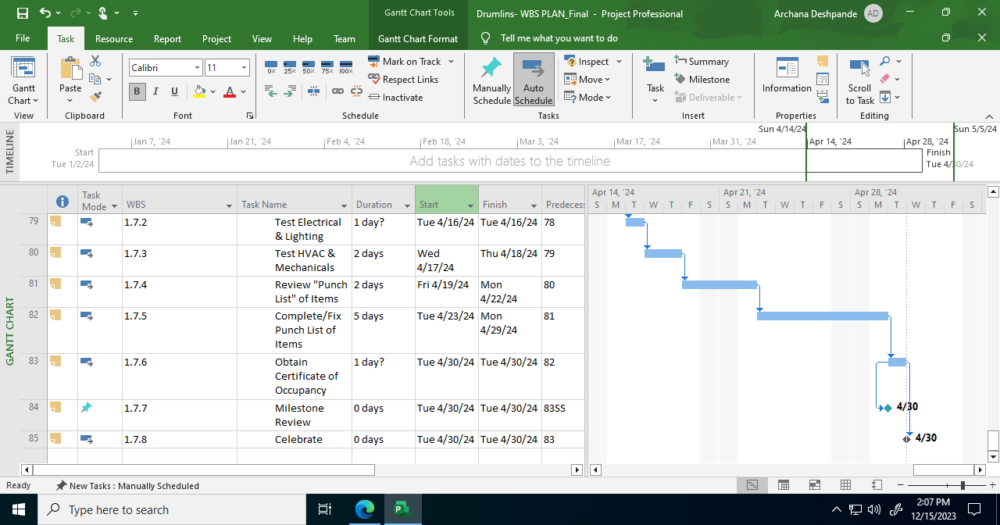 Gantt Chart Tools
Drumlins- WBS PLAN_Final - Project Professional
Archana Deshpande AD
File Task Resource Report Project View Help Team Gantt Chart Format Tell me what you want to do
Gantt Chart
View
Paste
Clipboard
Calibri 11
B I U A
Font
0% 25% 50% 75% 100%
Mark on Track
Respect Links
Inactivate
Schedule
Manually Schedule
Auto Schedule
Inspect
Move
Mode
Tasks
Task
Summary
Milestone
Deliverable
Insert
Information
Properties
Scroll to Task
Editing
TIMELINE
Sun 4/14/24 Sun 5/5/24
Jan 7, '24 Jan 21, '24 Feb 4, '24 Feb 18, '24 Mar 3, '24 Mar 17, '24 Mar 31, '24 Apr 14, '24 Apr 28, '24
Start
Tue 1/2/24
Add tasks with dates to the timeline
Finish
Tue 4/30/24
GANTT CHART
Task Mode WBS Task Name Duration Start Finish Predecess
Apr 14, '24 Apr 21, '24 Apr 28, '24
S M T W T F S S M T W T F S S M T W T F S
79 1.7.2 Test Electrical & Lighting 1 day? Tue 4/16/24 Tue 4/16/24 78
80 1.7.3 Test HVAC & Mechanicals 2 days Wed 4/17/24 Thu 4/18/24 79
81 1.7.4 Review "Punch List" of Items 2 days Fri 4/19/24 Mon 4/22/24 80
82 1.7.5 Complete/Fix Punch List of Items 5 days Tue 4/23/24 Mon 4/29/24 81
83 1.7.6 Obtain Certificate of Occupancy 1 day? Tue 4/30/24 Tue 4/30/24 82
84 1.7.7 Milestone Review 0 days Tue 4/30/24 Tue 4/30/24 83SS 4/30
85 1.7.8 Celebrate 0 days Tue 4/30/24 Tue 4/30/24 83 4/30
Ready New Tasks : Manually Scheduled
Type here to search
2:07 PM
12/15/2023